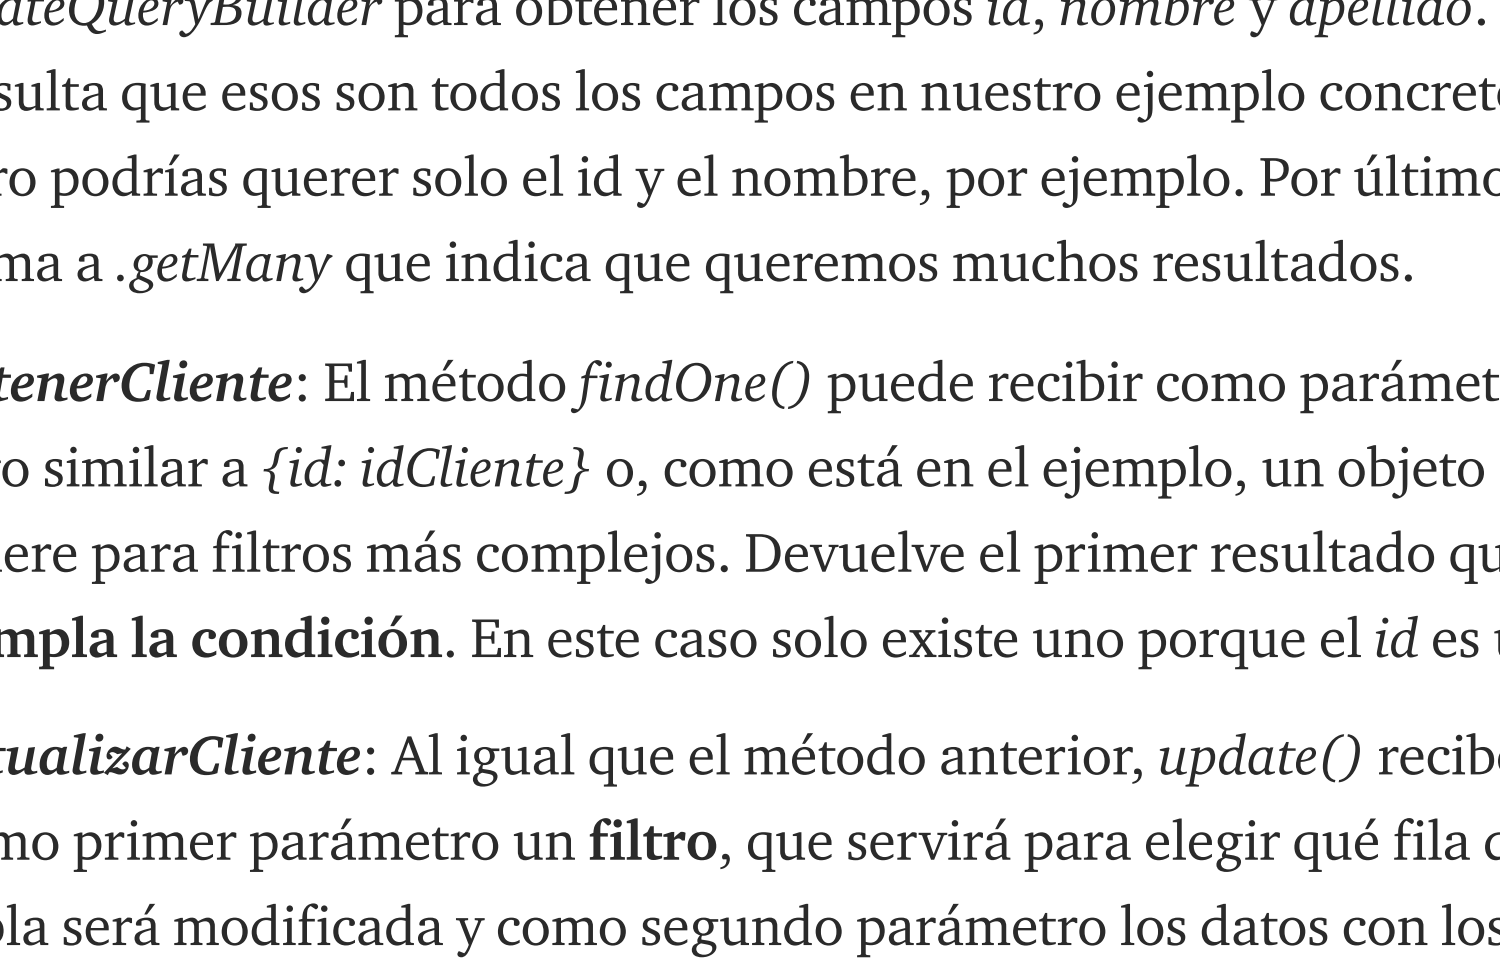 ateQueryBuilder para obtener los campos id, nombre y apellido.
sulta que esos son todos los campos en nuestro ejemplo concreto
ro podrías querer solo el id y el nombre, por ejemplo. Por último
ma a .getMany que indica que queremos muchos resultados.
tenerCliente: El método findOne() puede recibir como parámet
o similar a {id: idCliente} o, como está en el ejemplo, un objeto
iere para filtros más complejos. Devuelve el primer resultado qu
mpla la condición. En este caso solo existe uno porque el id es
tualizarCliente: Al igual que el método anterior, update() recibe
mo primer parámetro un filtro, que servirá para elegir qué fila
bla será modificada y como segundo parámetro los datos con los